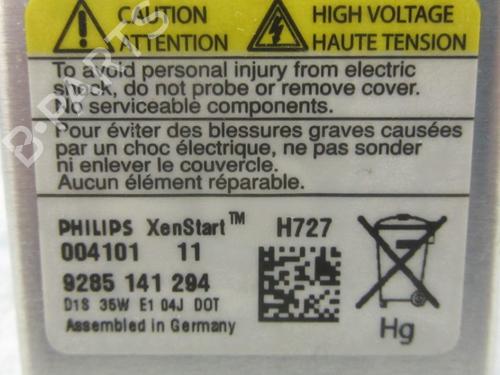 CAUTION
ATTENTION
HIGH VOLTAGE
HAUTE TENSION
To avoid personal injury from electric
shock, do not probe or remove cover.
No serviceable components.
Pour éviter des blessures graves causées
par un choc électrique, ne pas sonder
ni enlever le couvercle.
Aucun élément réparable.
PHILIPS XenStart™ H727
004101 11
9285 141 294
D1S 35W E1 04J DOT
Assembled in Germany
Hg
B-PARTS